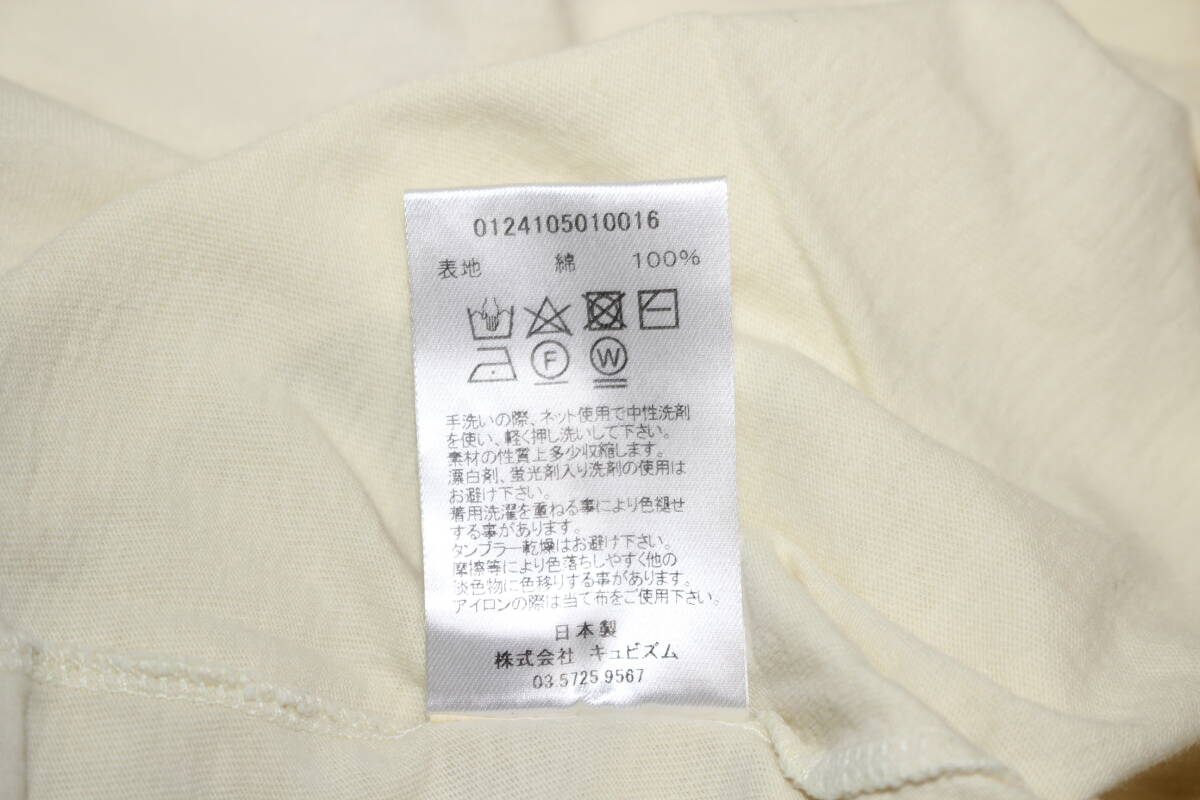 0124105010016
表地 綿 100%
F W
手洗いの際、ネット使用で中性洗剤
を使い、軽く押し洗いして下さい。
素材の性質上多少収縮します。
漂白剤、蛍光剤入り洗剤の使用は
お避け下さい。
着用洗濯を重ねる事により色褪せ
する事があります。
タンブラー乾燥はお避け下さい。
摩擦等により色落ちしやすく他の
淡色物に色移りする事があります。
アイロンの際は当て布をご使用下さい。
日本製
株式会社 キュビズム
03.5725.9567